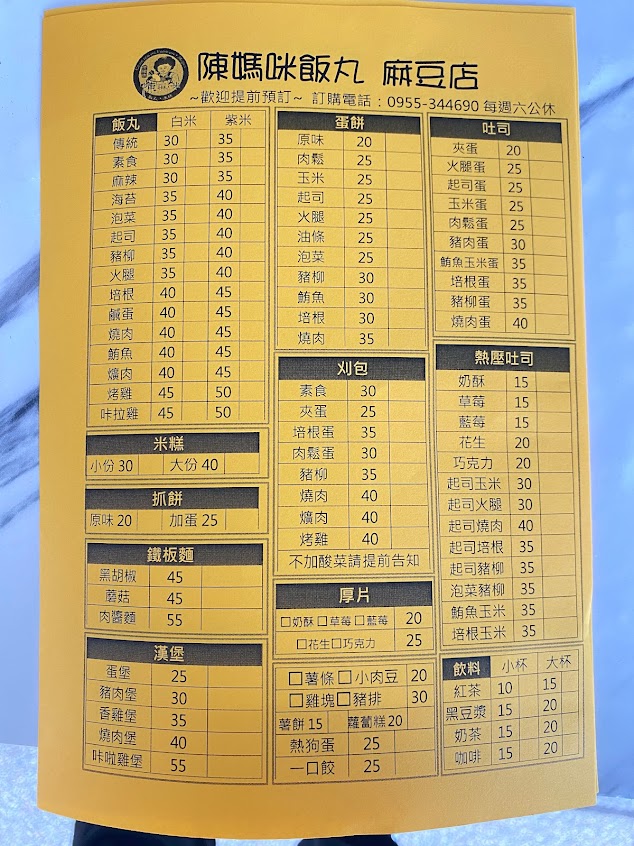 陳媽咪飯丸 麻豆店
~歡迎提前預訂~ 訂購電話：0955-344690 每週六公休
飯丸 白米 紫米
傳統 30 35
素食 30 35
麻辣 30 35
海苔 35 40
泡菜 35 40
起司 35 40
豬柳 35 40
火腿 35 40
培根 40 45
鹹蛋 40 45
燒肉 40 45
鮪魚 40 45
爌肉 40 45
烤雞 45 50
咔拉雞 45 50
米糕
小份 30 大份 40
抓餅
原味 20 加蛋 25
鐵板麵
黑胡椒 45
蘑菇 45
肉醬麵 55
漢堡
蛋堡 25
豬肉堡 30
香雞堡 35
燒肉堡 40
咔啦雞堡 55
蛋餅
原味 20
肉鬆 25
玉米 25
起司 25
火腿 25
油條 25
泡菜 25
豬柳 30
鮪魚 30
培根 30
燒肉 35
刈包
素食 30
夾蛋 25
培根蛋 35
肉鬆蛋 30
豬柳 35
燒肉 40
爌肉 40
烤雞 40
不加酸菜請提前告知
厚片
□奶酥□草莓□藍莓 20
□花生□巧克力 25
□薯條□小肉豆 20
□雞塊□豬排 30
薯餅 15 蘿蔔糕 20
熱狗蛋 25
一口餃 25
吐司
夾蛋 20
火腿蛋 25
起司蛋 25
玉米蛋 25
肉鬆蛋 25
豬肉蛋 30
鮪魚玉米蛋 35
培根蛋 35
豬柳蛋 35
燒肉蛋 40
熱壓吐司
奶酥 15
草莓 15
藍莓 15
花生 20
巧克力 20
起司玉米 30
起司火腿 30
起司燒肉 40
起司培根 35
起司豬柳 35
泡菜豬柳 35
鮪魚玉米 35
培根玉米 35
飲料 小杯 大杯
紅茶 10 15
黑豆漿 15 20
奶茶 15 20
咖啡 15 20